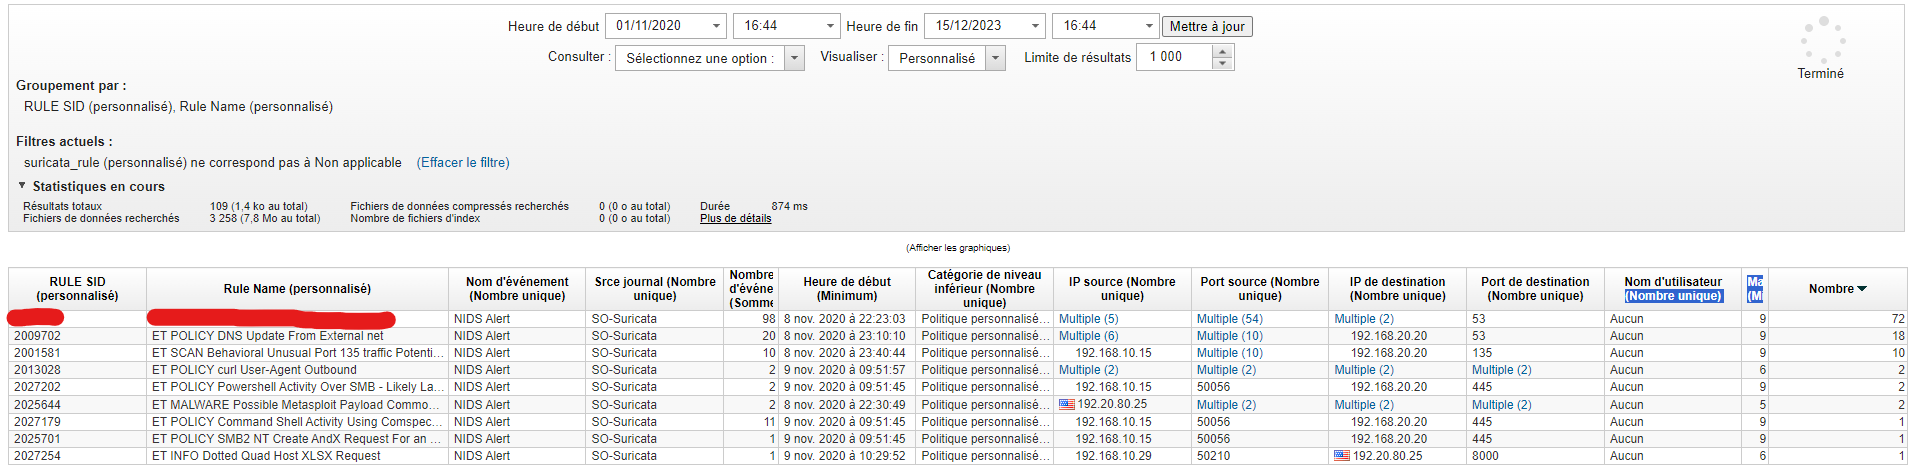 Heure de début 01/11/2020 16:44 Heure de fin 15/12/2023 16:44 Mettre à jour
Consulter : Sélectionnez une option : Visualiser : Personnalisé Limite de résultats 1 000
Terminé
Groupement par :
RULE SID (personnalisé), Rule Name (personnalisé)
Filtres actuels :
suricata_rule (personnalisé) ne correspond pas à Non applicable (Effacer le filtre)
Statistiques en cours
Résultats totaux 109 (1,4 ko au total) Fichiers de données compressés recherchés 0 (0 o au total) Durée 874 ms
Fichiers de données recherchés 3 258 (7,8 Mo au total) Nombre de fichiers d'index 0 (0 o au total) Plus de détails
(Afficher les graphiques)
RULE SID (personnalisé) Rule Name (personnalisé) Nom d'événement (Nombre unique) Srce journal (Nombre unique) Nombre d'événe (Somme Heure de début (Minimum) Catégorie de niveau inférieur (Nombre unique) IP source (Nombre unique) Port source (Nombre unique) IP de destination (Nombre unique) Port de destination (Nombre unique) Nom d'utilisateur (Nombre unique) Ma (Mi Nombre
NIDS Alert SO-Suricata 98 8 nov. 2020 à 22:23:03 Politique personnalisé... Multiple (5) Multiple (54) Multiple (2) 53 Aucun 9 72
2009702 ET POLICY DNS Update From External net NIDS Alert SO-Suricata 20 8 nov. 2020 à 23:10:10 Politique personnalisé... Multiple (6) Multiple (10) 192.168.20.20 53 Aucun 9 18
2001581 ET SCAN Behavioral Unusual Port 135 traffic Potenti... NIDS Alert SO-Suricata 10 8 nov. 2020 à 23:40:44 Politique personnalisé... 192.168.10.15 Multiple (10) 192.168.20.20 135 Aucun 9 10
2013028 ET POLICY curl User-Agent Outbound NIDS Alert SO-Suricata 2 9 nov. 2020 à 09:51:57 Politique personnalisé... Multiple (2) Multiple (2) Multiple (2) Multiple (2) Aucun 6 2
2027202 ET POLICY Powershell Activity Over SMB - Likely La... NIDS Alert SO-Suricata 2 9 nov. 2020 à 09:51:45 Politique personnalisé... 192.168.10.15 50056 192.168.20.20 445 Aucun 9 2
2025644 ET MALWARE Possible Metasploit Payload Commo... NIDS Alert SO-Suricata 2 8 nov. 2020 à 22:30:49 Politique personnalisé... 192.20.80.25 Multiple (2) Multiple (2) Multiple (2) Aucun 5 2
2027179 ET POLICY Command Shell Activity Using Comspec... NIDS Alert SO-Suricata 11 9 nov. 2020 à 09:51:45 Politique personnalisé... 192.168.10.15 50056 192.168.20.20 445 Aucun 9 1
2025701 ET POLICY SMB2 NT Create AndX Request For an ... NIDS Alert SO-Suricata 1 9 nov. 2020 à 09:51:45 Politique personnalisé... 192.168.10.15 50056 192.168.20.20 445 Aucun 9 1
2027254 ET INFO Dotted Quad Host XLSX Request NIDS Alert SO-Suricata 1 9 nov. 2020 à 10:29:52 Politique personnalisé... 192.168.10.29 50210 192.20.80.25 8000 Aucun 6 1